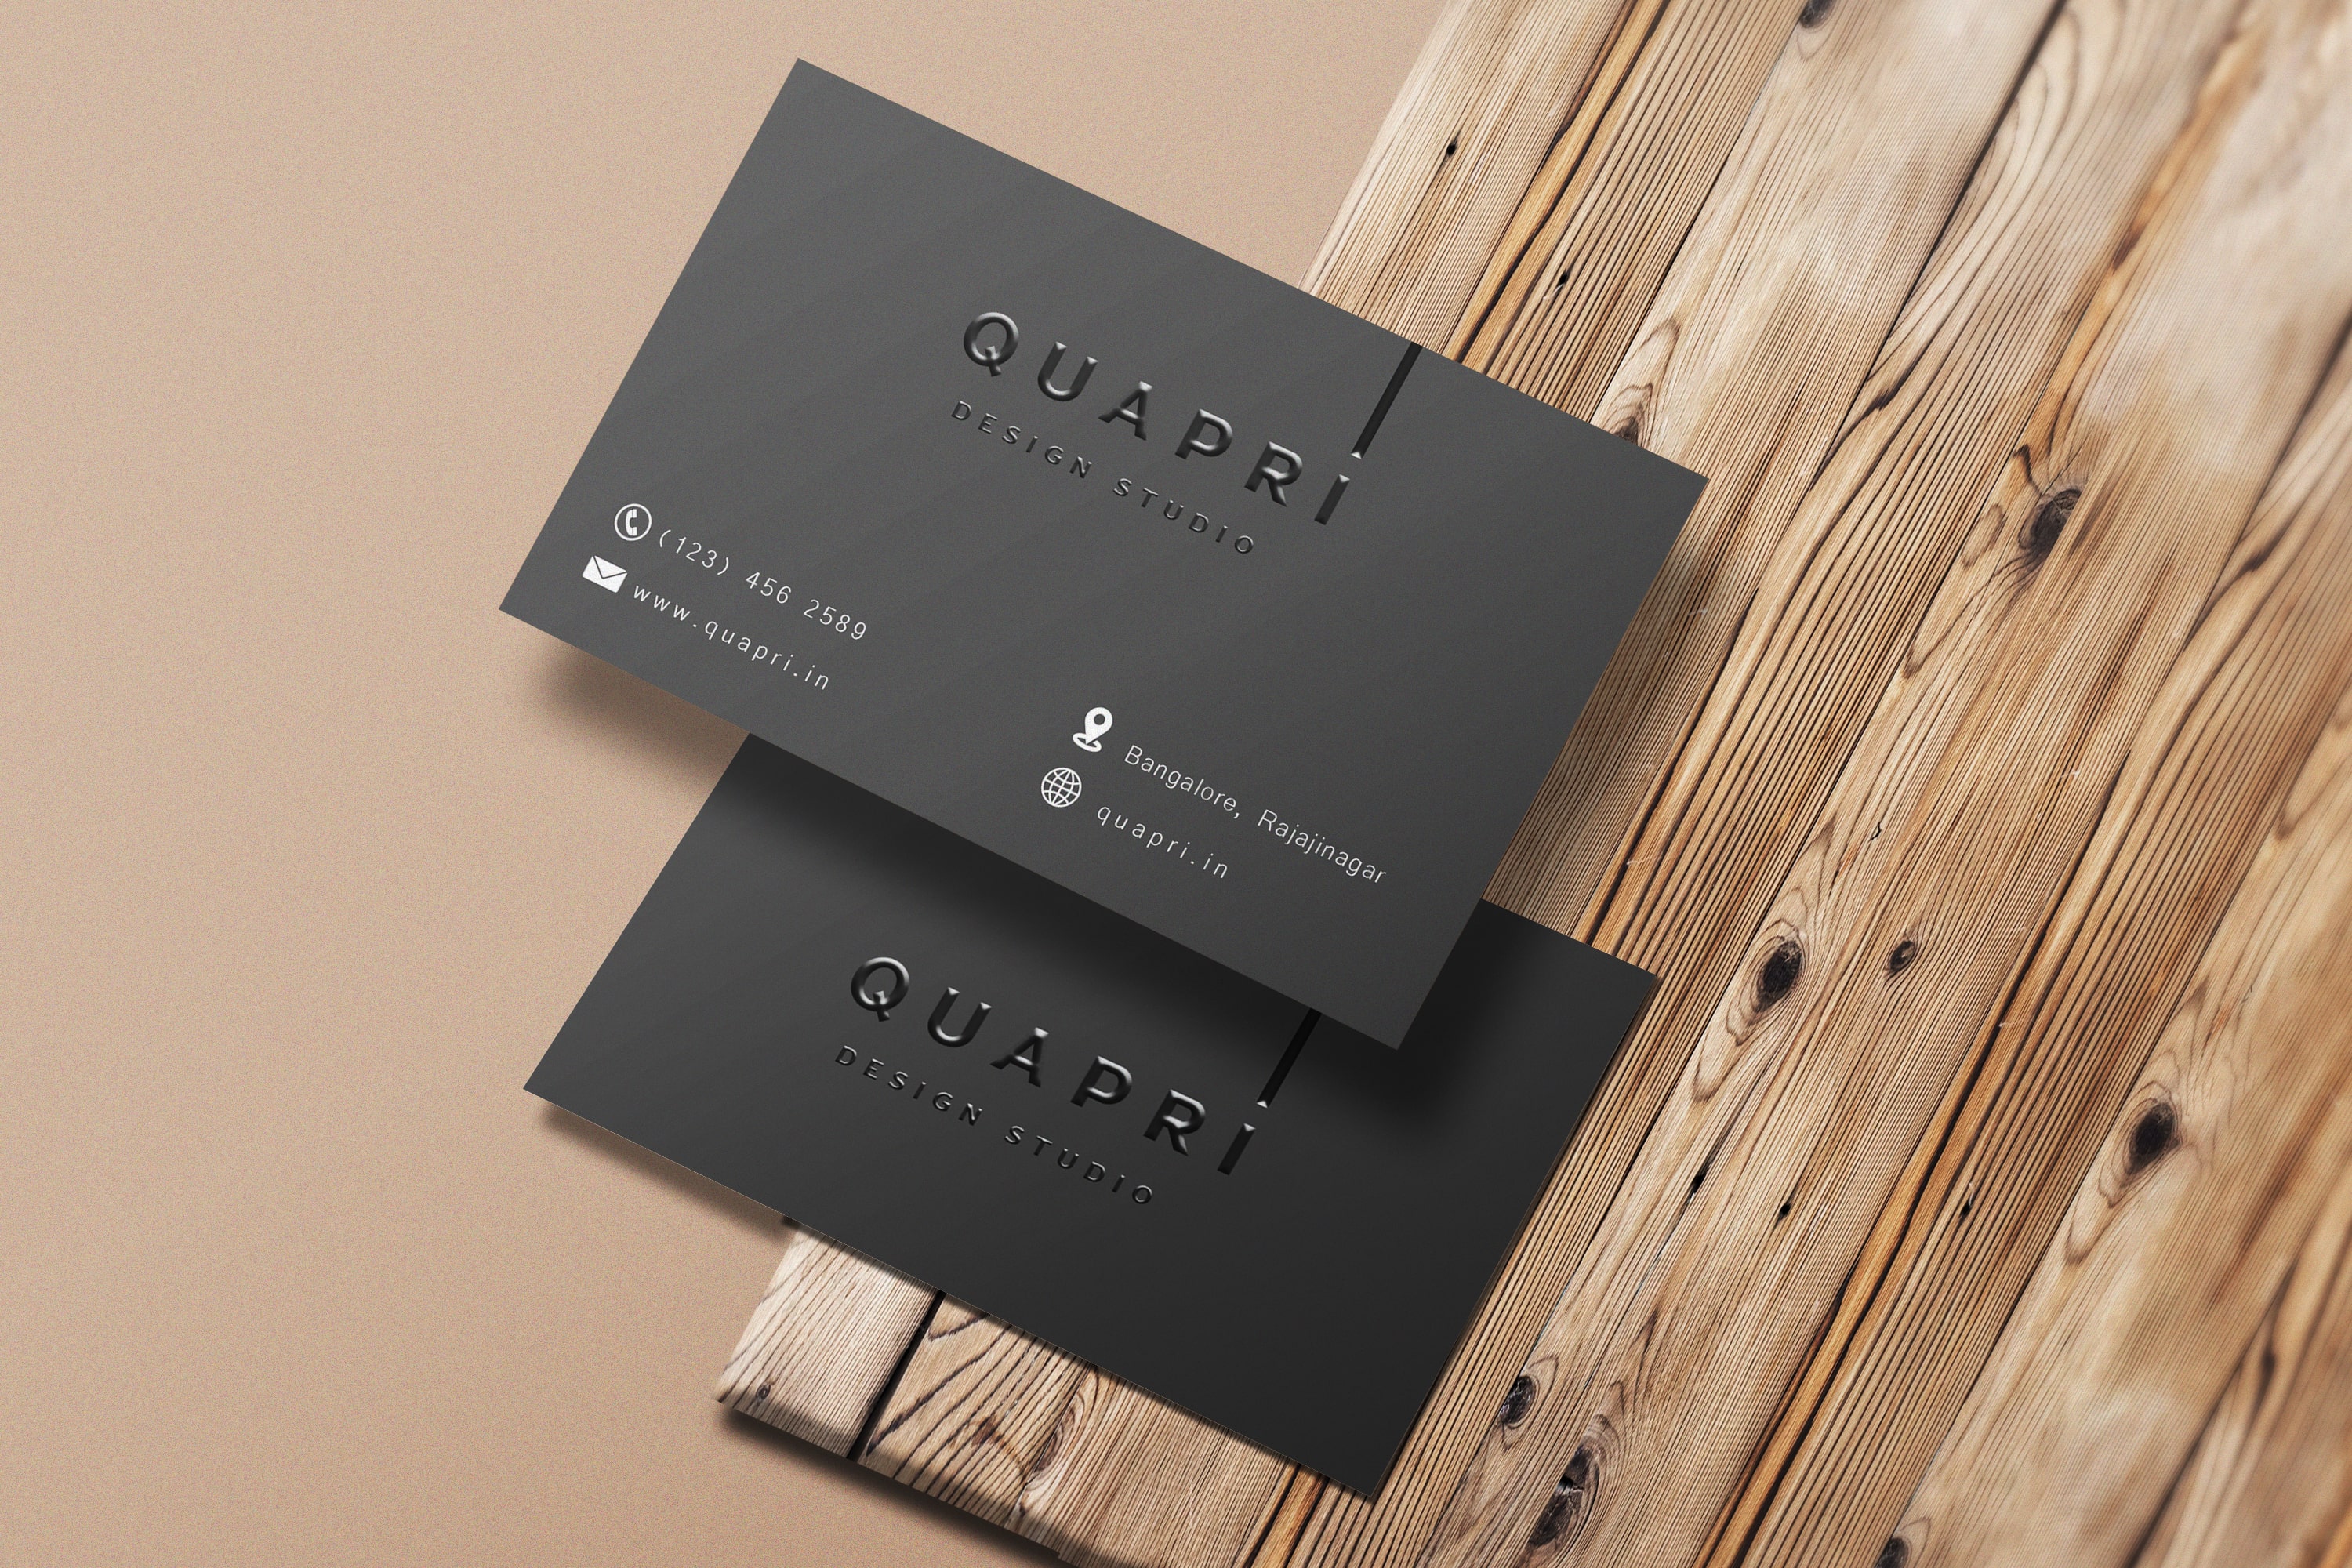 QUAPRI
DESIGN STUDIO
(123) 456 2589
www.quapri.in
Bangalore, Rajajinagar
quapri.in
QUAPRI
DESIGN STUDIO